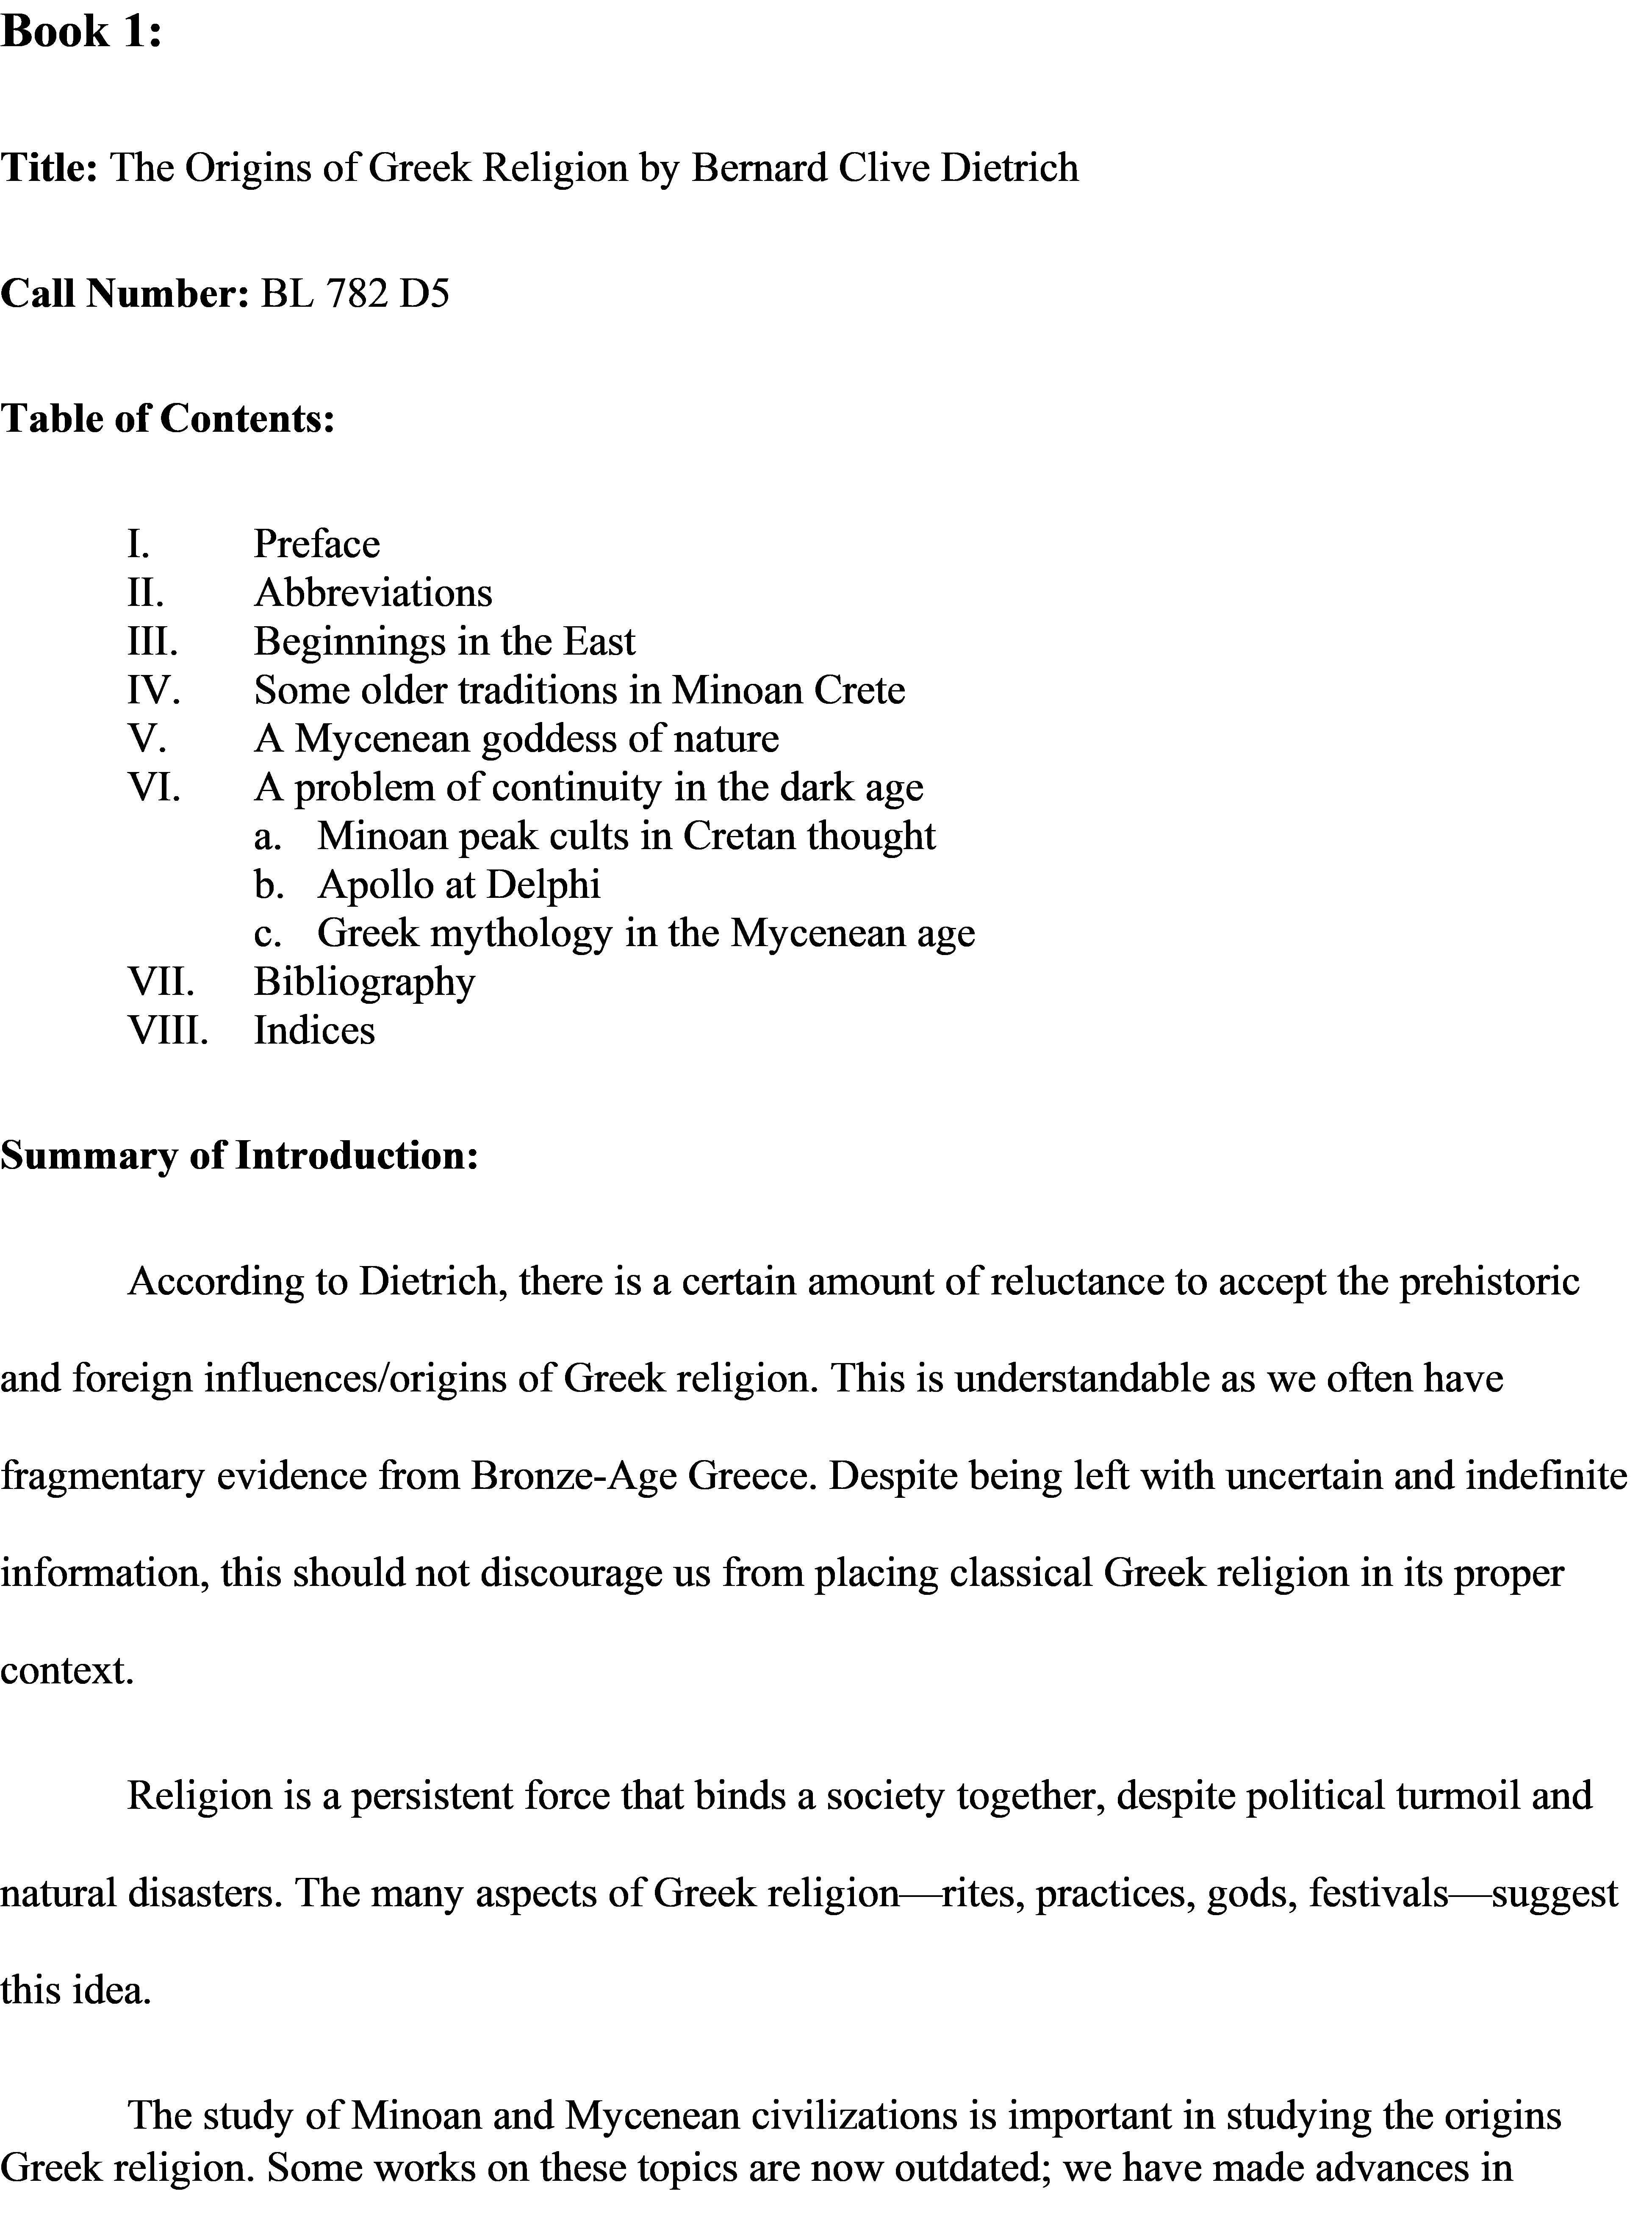 Book 1:
Title: The Origins of Greek Religion by Bernard Clive Dietrich
Call Number: BL 782 D5
Table of Contents:
I. Preface
II. Abbreviations
III. Beginnings in the East
IV. Some older traditions in Minoan Crete
V. A Mycenean goddess of nature
VI. A problem of continuity in the dark age
a. Minoan peak cults in Cretan thought
b. Apollo at Delphi
c. Greek mythology in the Mycenean age
VII. Bibliography
VIII. Indices
Summary of Introduction:
According to Dietrich, there is a certain amount of reluctance to accept the prehistoric
and foreign influences/origins of Greek religion. This is understandable as we often have
fragmentary evidence from Bronze-Age Greece. Despite being left with uncertain and indefinite
information, this should not discourage us from placing classical Greek religion in its proper
context.
Religion is a persistent force that binds a society together, despite political turmoil and
natural disasters. The many aspects of Greek religion—rites, practices, gods, festivals—suggest
this idea.
The study of Minoan and Mycenean civilizations is important in studying the origins
Greek religion. Some works on these topics are now outdated; we have made advances in